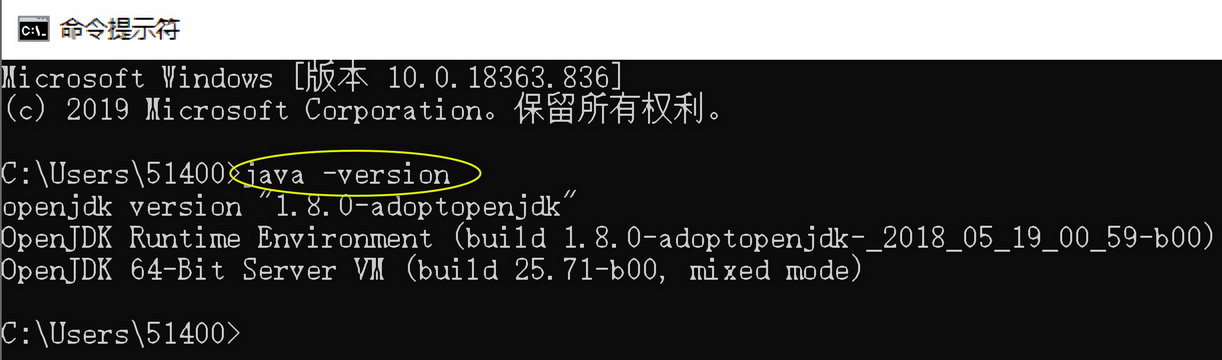 命令提示符
Microsoft Windows [版本 10.0.18363.836]
(c) 2019 Microsoft Corporation。保留所有权利。
C:\Users\51400>java -version
openjdk version "1.8.0-adoptopenjdk"
OpenJDK Runtime Environment (build 1.8.0-adoptopenjdk-_2018_05_19_00_59-b00)
OpenJDK 64-Bit Server VM (build 25.71-b00, mixed mode)
C:\Users\51400>